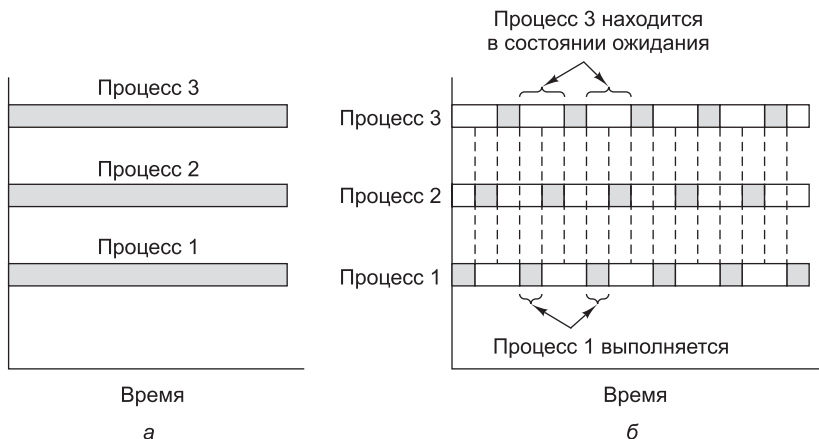 Процесс 3 находится
в состоянии ожидания
Процесс 3
Процесс 2
Процесс 1
Время
а
Процесс 3
Процесс 2
Процесс 1
Процесс 1 выполняется
Время
б